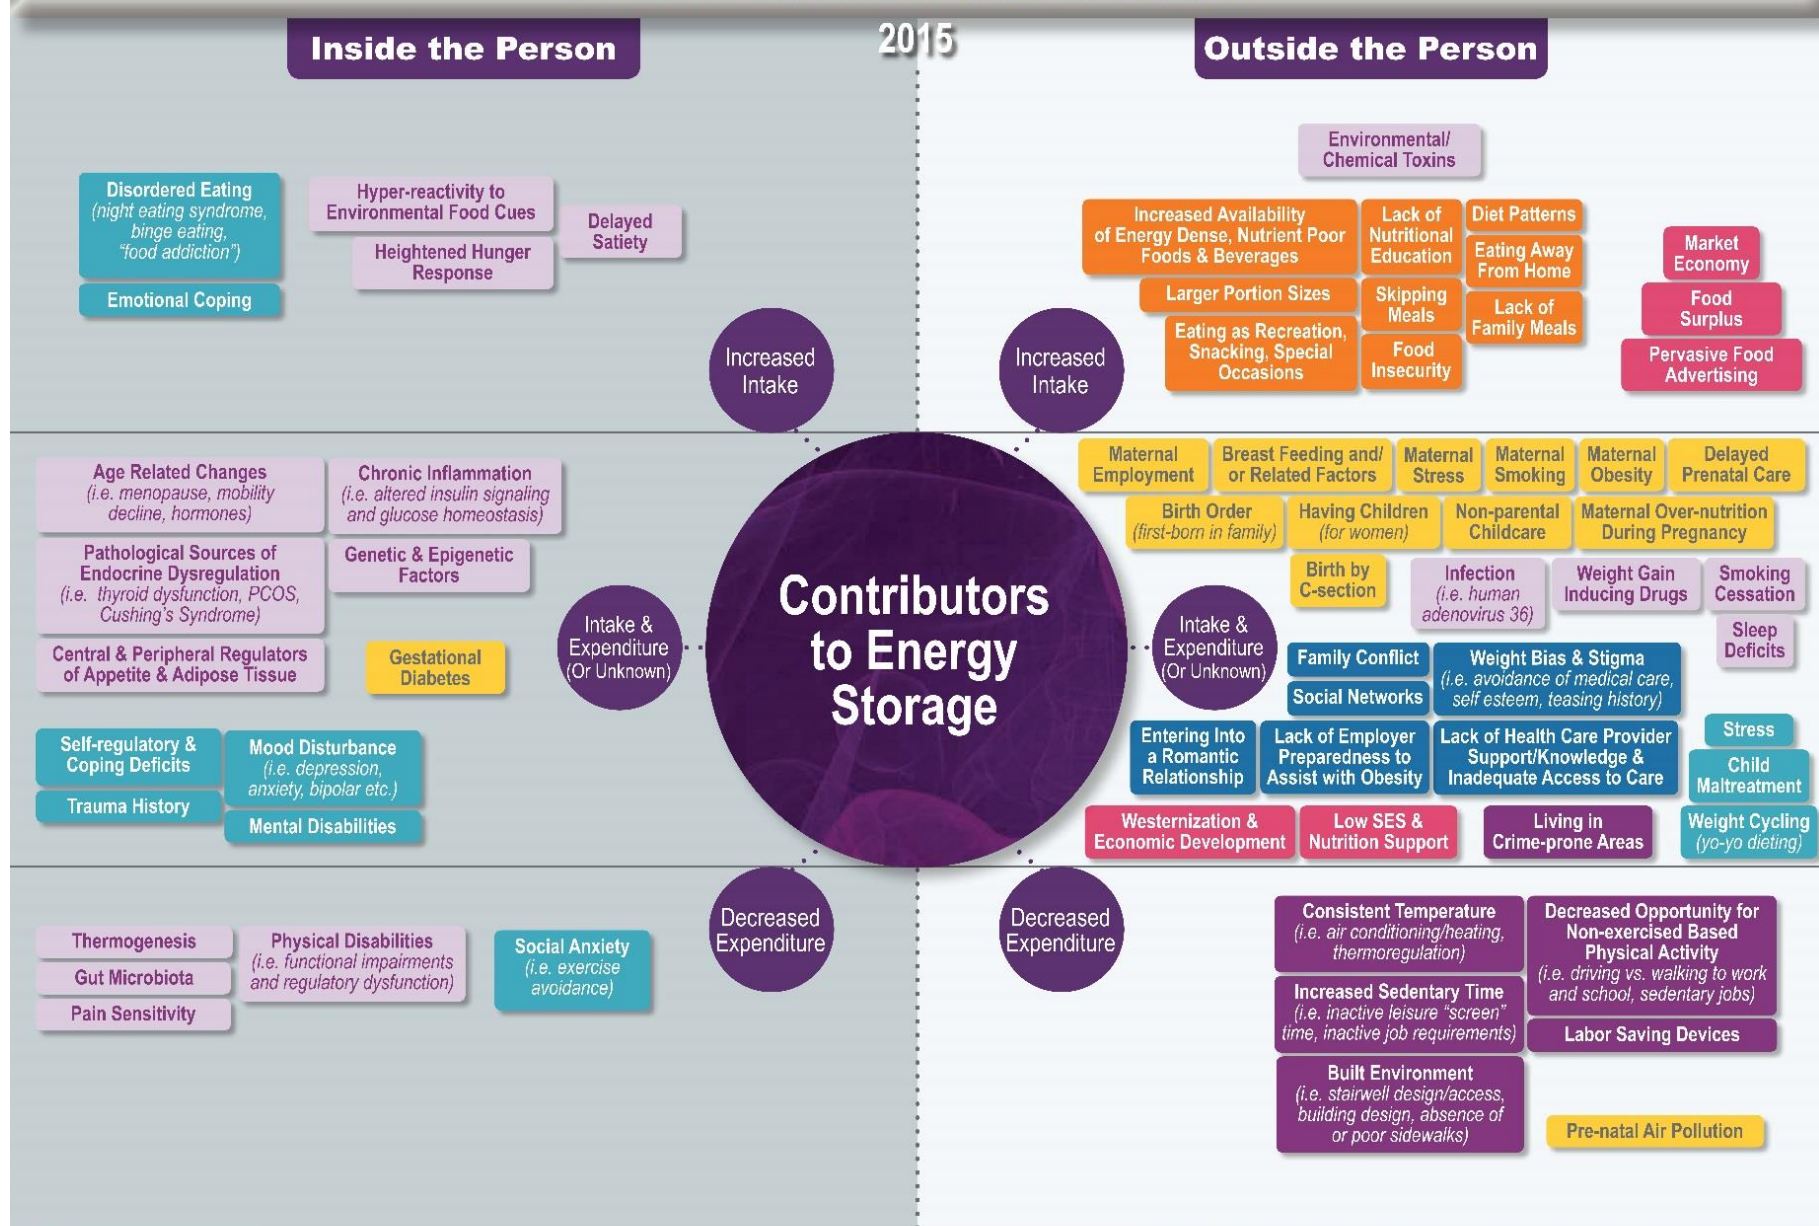 2015
Inside the Person
Outside the Person
Disordered Eating
(night eating syndrome,
binge eating,
"food addiction")
Emotional Coping
Hyper-reactivity to
Environmental Food Cues
Heightened Hunger
Response
Delayed
Satiety
Increased
Intake
Increased
Intake
Environmental/
Chemical Toxins
Increased Availability
of Energy Dense, Nutrient Poor
Foods & Beverages
Larger Portion Sizes
Eating as Recreation,
Snacking, Special
Occasions
Lack of
Nutritional
Education
Skipping
Meals
Food
Insecurity
Diet Patterns
Eating Away
From Home
Lack of
Family Meals
Market
Economy
Food
Surplus
Pervasive Food
Advertising
Age Related Changes
(i.e. menopause, mobility
decline, hormones)
Chronic Inflammation
(i.e. altered insulin signaling
and glucose homeostasis)
Pathological Sources of
Endocrine Dysregulation
(i.e. thyroid dysfunction, PCOS,
Cushing's Syndrome)
Genetic & Epigenetic
Factors
Central & Peripheral Regulators
of Appetite & Adipose Tissue
Gestational
Diabetes
Self-regulatory &
Coping Deficits
Trauma History
Mood Disturbance
(i.e. depression,
anxiety, bipolar etc.)
Mental Disabilities
Intake &
Expenditure
(Or Unknown)
Contributors
to Energy
Storage
Intake &
Expenditure
(Or Unknown)
Maternal
Employment
Breast Feeding and/
or Related Factors
Maternal
Stress
Maternal
Smoking
Maternal
Obesity
Delayed
Prenatal Care
Birth Order
(first-born in family)
Having Children
(for women)
Non-parental
Childcare
Maternal Over-nutrition
During Pregnancy
Birth by
C-section
Infection
(i.e. human
adenovirus 36)
Weight Gain
Inducing Drugs
Smoking
Cessation
Sleep
Deficits
Family Conflict
Social Networks
Weight Bias & Stigma
(i.e. avoidance of medical care,
self esteem, teasing history)
Entering Into
a Romantic
Relationship
Lack of Employer
Preparedness to
Assist with Obesity
Lack of Health Care Provider
Support/Knowledge &
Inadequate Access to Care
Stress
Child
Maltreatment
Weight Cycling
(yo-yo dieting)
Westernization &
Economic Development
Low SES &
Nutrition Support
Living in
Crime-prone Areas
Thermogenesis
Gut Microbiota
Pain Sensitivity
Physical Disabilities
(i.e. functional impairments
and regulatory dysfunction)
Social Anxiety
(i.e. exercise
avoidance)
Decreased
Expenditure
Decreased
Expenditure
Consistent Temperature
(i.e. air conditioning/heating,
thermoregulation)
Increased Sedentary Time
(i.e. inactive leisure "screen"
time, inactive job requirements)
Built Environment
(i.e. stairwell design/access,
building design, absence of
or poor sidewalks)
Decreased Opportunity for
Non-exercised Based
Physical Activity
(i.e. driving vs. walking to work
and school, sedentary jobs)
Labor Saving Devices
Pre-natal Air Pollution